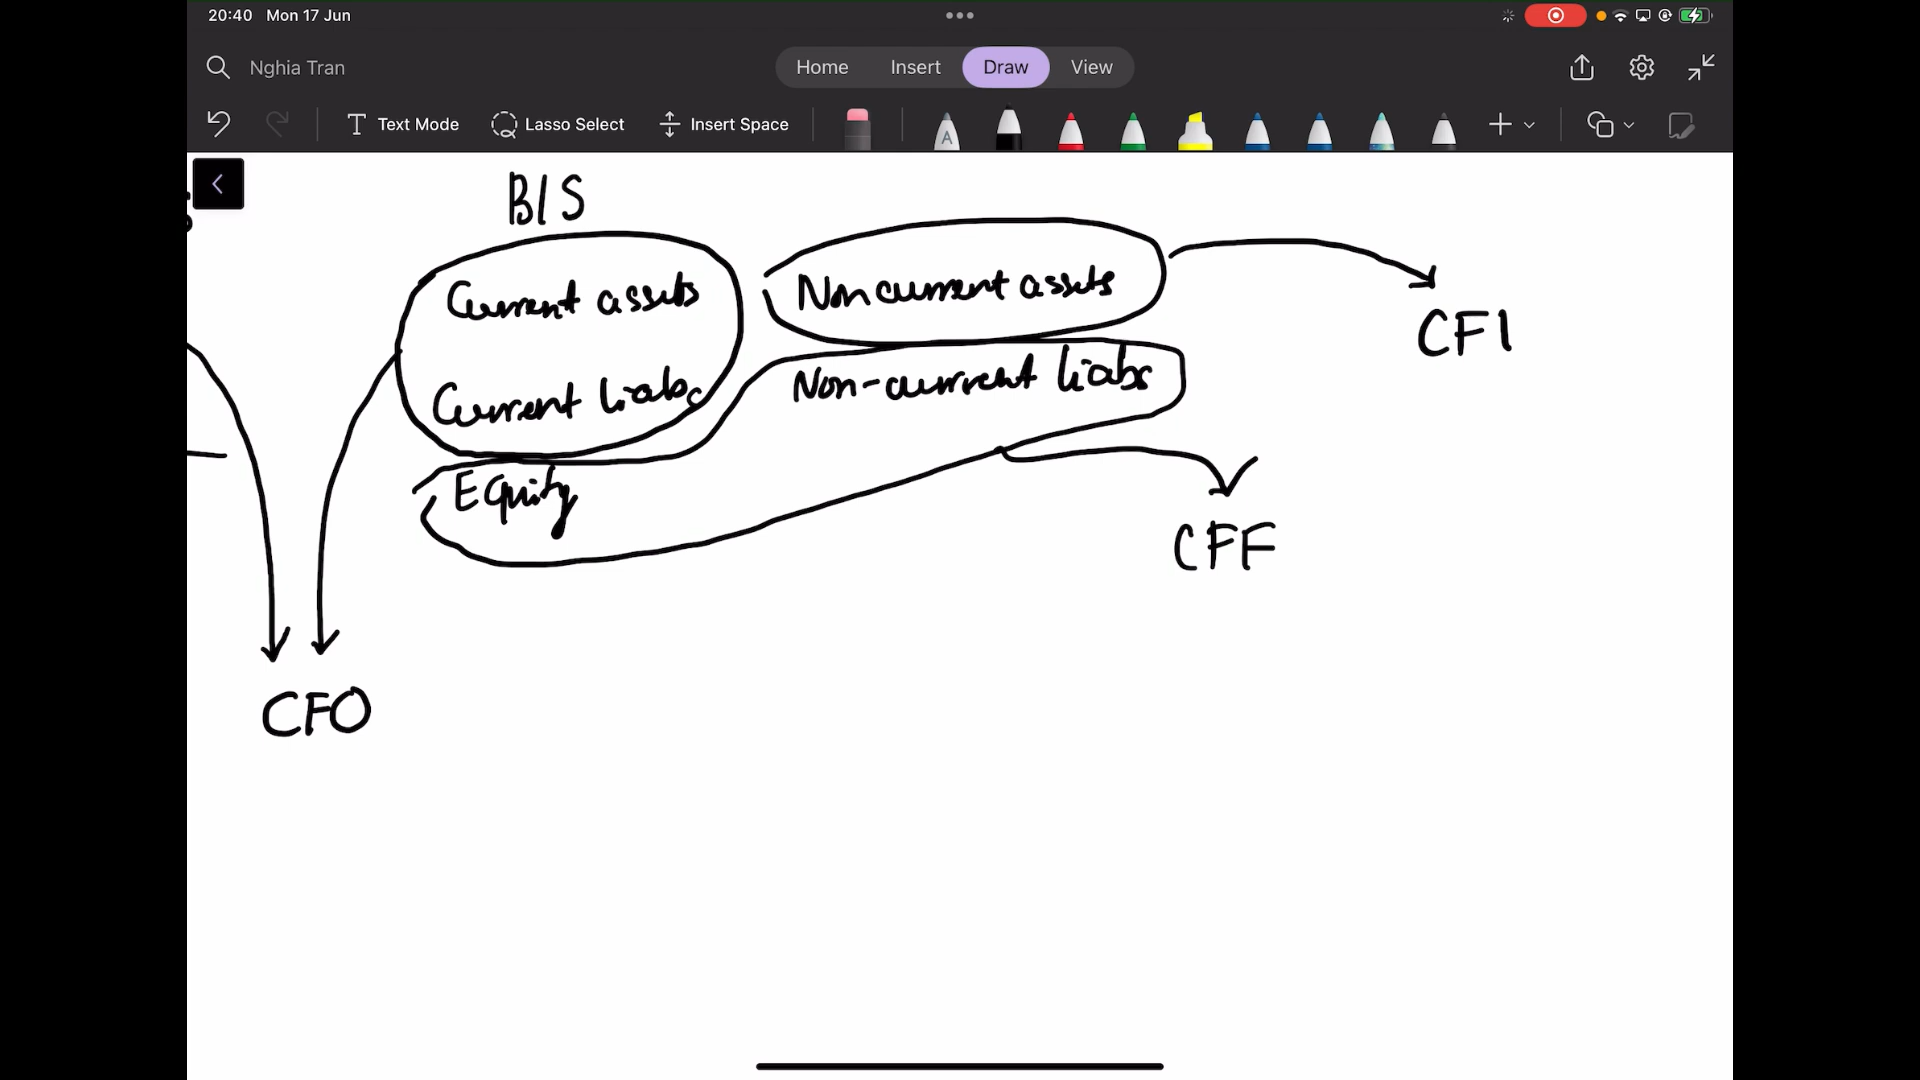 20:40 Mon 17 Jun
Nghia Tran
Home Insert Draw View
Text Mode Lasso Select Insert Space
A
B/S
Current assets
Non current assets
CFI
Current liabs
Non-current liabs
Equity
CFF
CFO